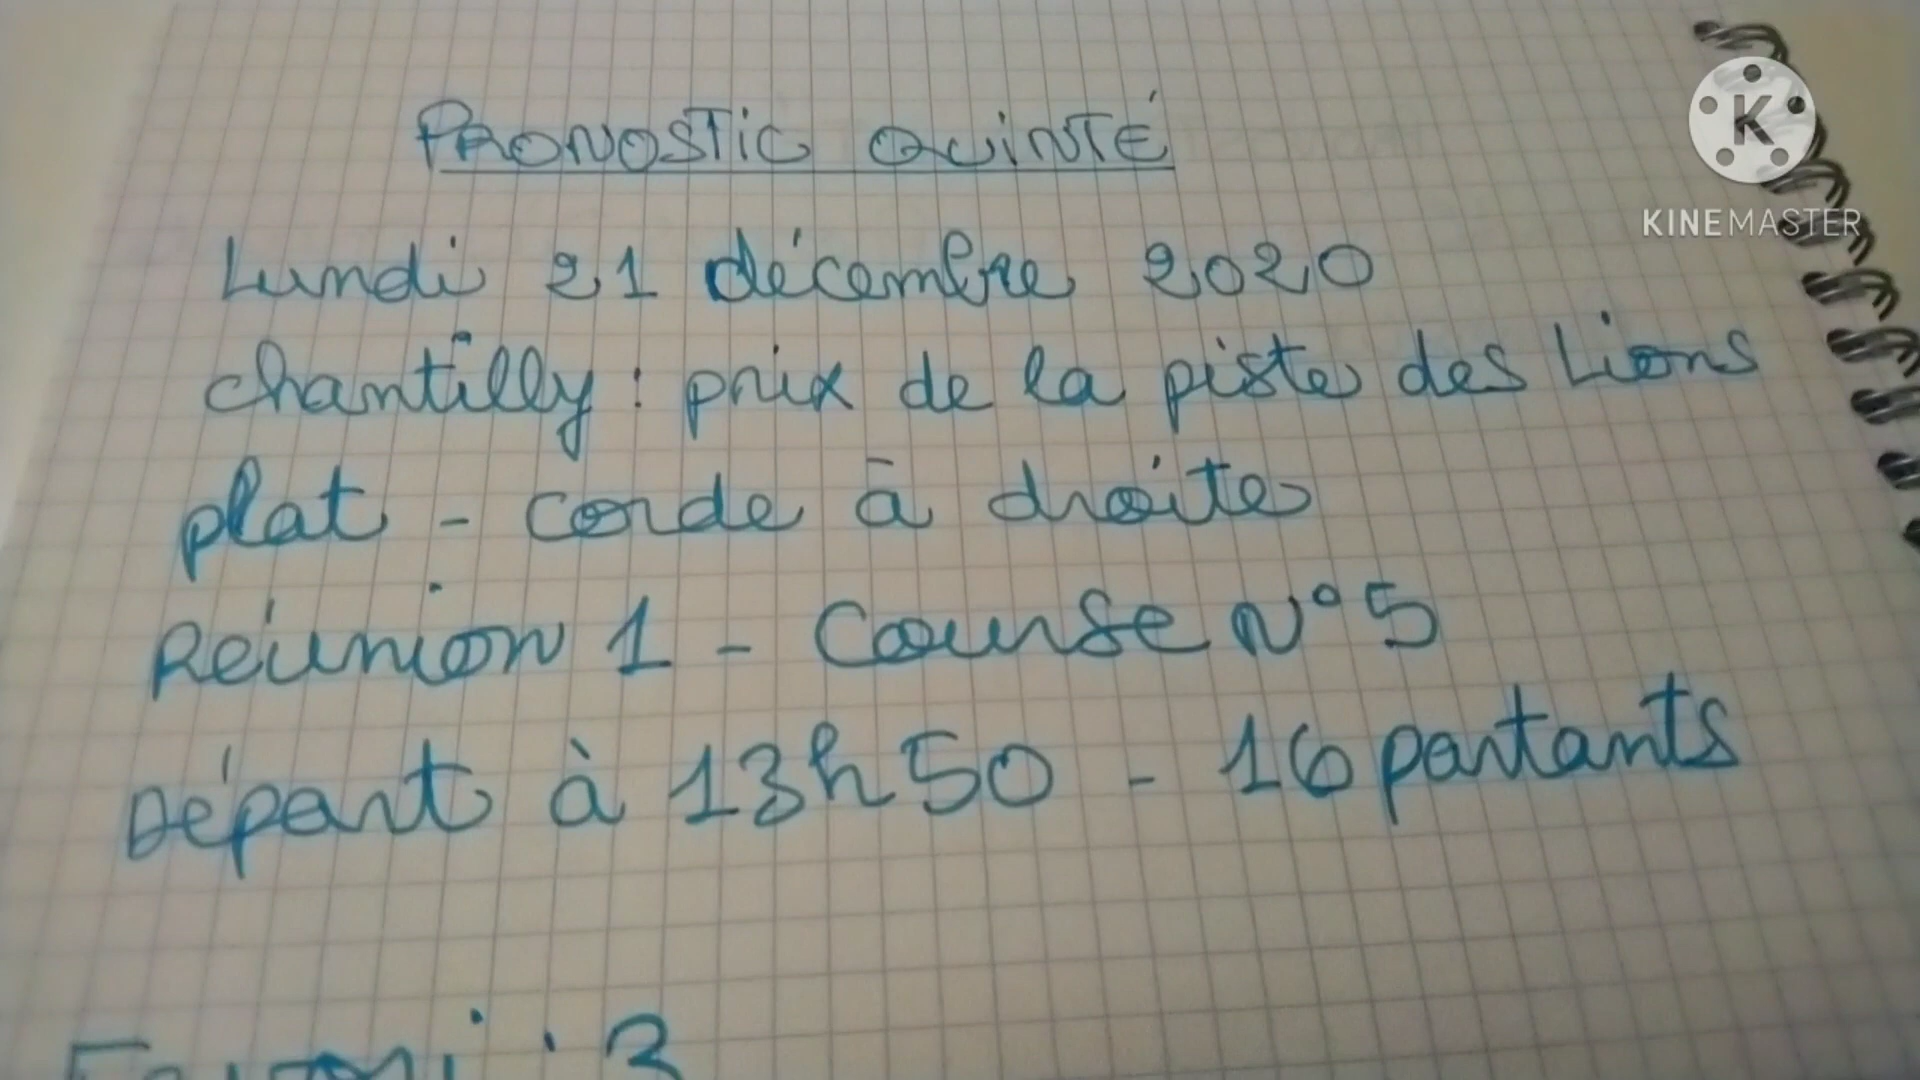 PRONOSTIC QUINTÉ
KINEMASTER
Lundi 21 décembre 2020
chantilly : prix de la piste des Lions
plat - corde à droite
Réunion 1 - Course N° 5
Départ à 13h50 - 16 partants